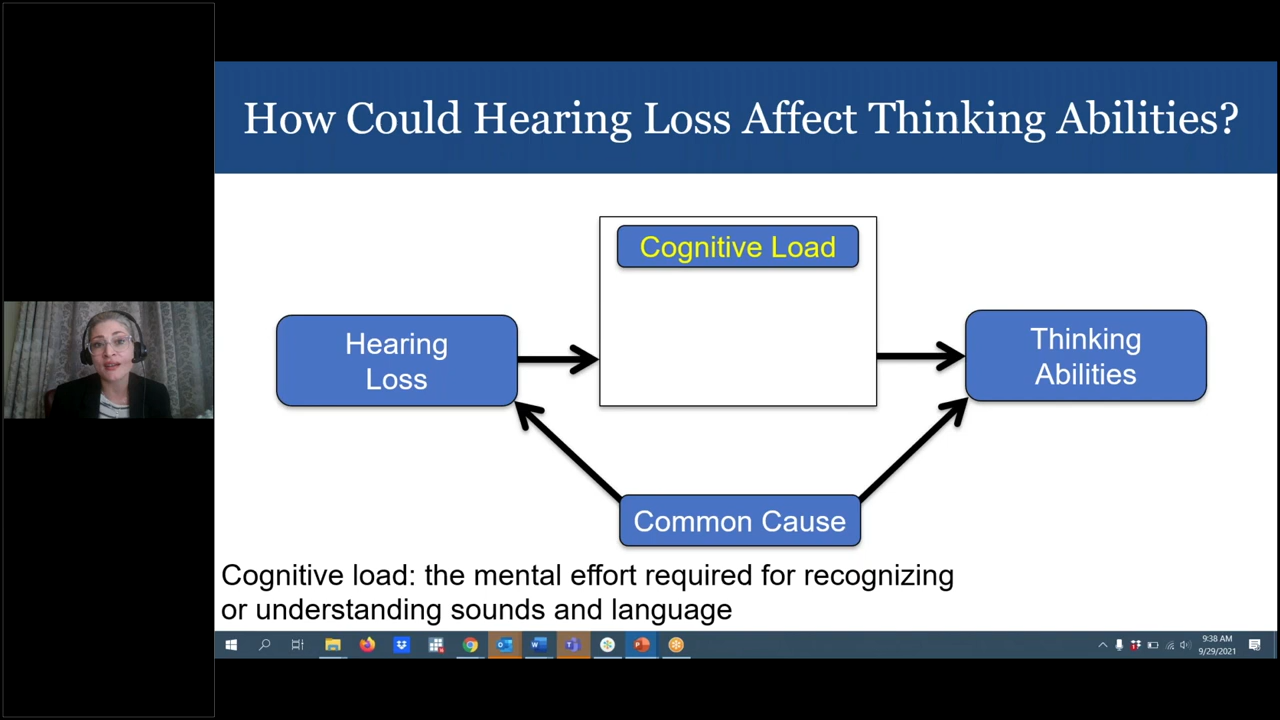 How Could Hearing Loss Affect Thinking Abilities?
Cognitive Load
Hearing
Loss
Thinking
Abilities
Common Cause
Cognitive load: the mental effort required for recognizing
or understanding sounds and language
9:38 AM
9/29/2021